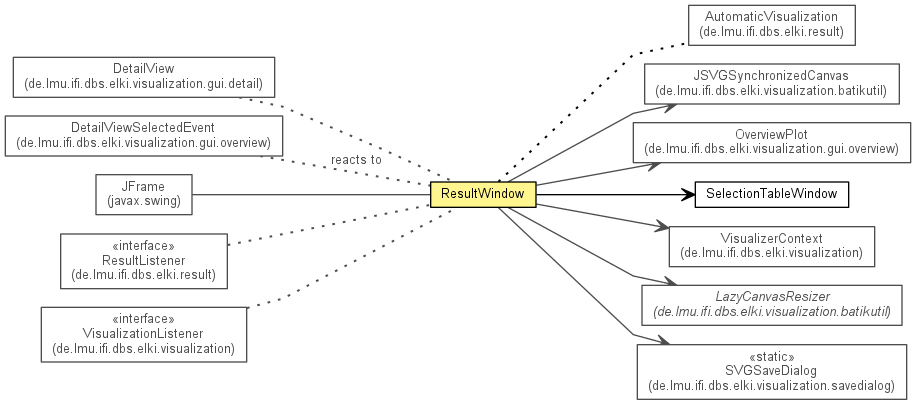 AutomaticVisualization
(de.lmu.ifi.dbs.elki.result)
DetailView
(de.lmu.ifi.dbs.elki.visualization.gui.detail)
JSVGSynchronizedCanvas
(de.lmu.ifi.dbs.elki.visualization.batikutil)
DetailViewSelectedEvent
(de.lmu.ifi.dbs.elki.visualization.gui.overview)
OverviewPlot
(de.lmu.ifi.dbs.elki.visualization.gui.overview)
reacts to
JFrame
(javax.swing)
ResultWindow
SelectionTableWindow
«interface»
ResultListener
(de.lmu.ifi.dbs.elki.result)
VisualizerContext
(de.lmu.ifi.dbs.elki.visualization)
LazyCanvasResizer
(de.lmu.ifi.dbs.elki.visualization.batikutil)
«interface»
VisualizationListener
(de.lmu.ifi.dbs.elki.visualization)
«static»
SVGSaveDialog
(de.lmu.ifi.dbs.elki.visualization.savedialog)